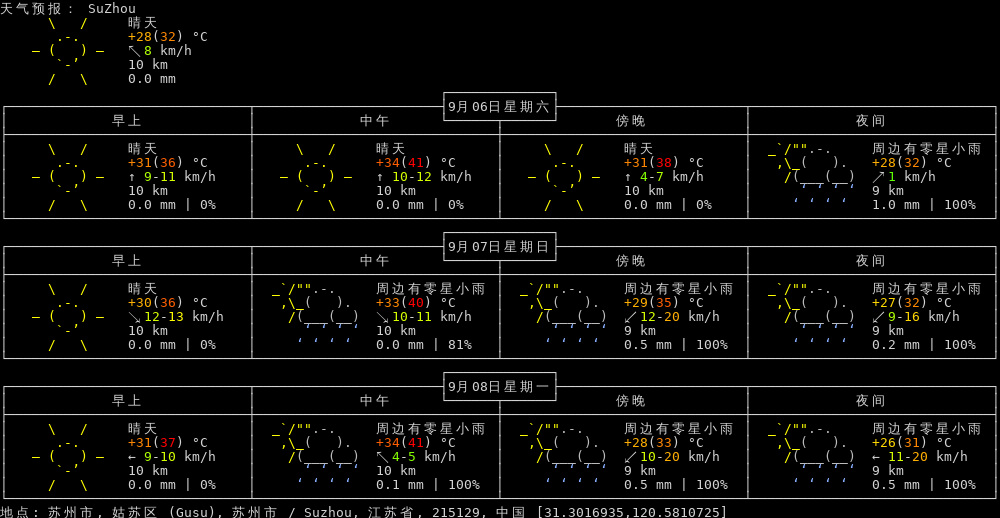 天气预报: SuZhou
晴天
+28(32) °C
↖ 8 km/h
10 km
0.0 mm
9月06日星期六
早上 中午 傍晚 夜间
晴天 晴天 晴天 周边有零星小雨
+31(36) °C +34(41) °C +31(38) °C +28(32) °C
↑ 9-11 km/h ↑ 10-12 km/h ↑ 4-7 km/h ↗ 1 km/h
10 km 10 km 10 km 9 km
0.0 mm | 0% 0.0 mm | 0% 0.0 mm | 0% 1.0 mm | 100%
9月07日星期日
早上 中午 傍晚 夜间
晴天 周边有零星小雨 周边有零星小雨 周边有零星小雨
+30(36) °C +33(40) °C +29(35) °C +27(32) °C
↘ 12-13 km/h ↘ 10-11 km/h ↙ 12-20 km/h ↙ 9-16 km/h
10 km 10 km 9 km 9 km
0.0 mm | 0% 0.0 mm | 81% 0.5 mm | 100% 0.2 mm | 100%
9月08日星期一
早上 中午 傍晚 夜间
晴天 周边有零星小雨 周边有零星小雨 周边有零星小雨
+31(37) °C +34(41) °C +28(33) °C +26(31) °C
← 9-10 km/h ↖ 4-5 km/h ↙ 10-20 km/h ← 11-20 km/h
10 km 10 km 9 km 9 km
0.0 mm | 0% 0.1 mm | 100% 0.5 mm | 100% 0.5 mm | 100%
地点: 苏州市, 姑苏区 (Gusu), 苏州市 / Suzhou, 江苏省, 215129, 中国 [31.3016935,120.5810725]